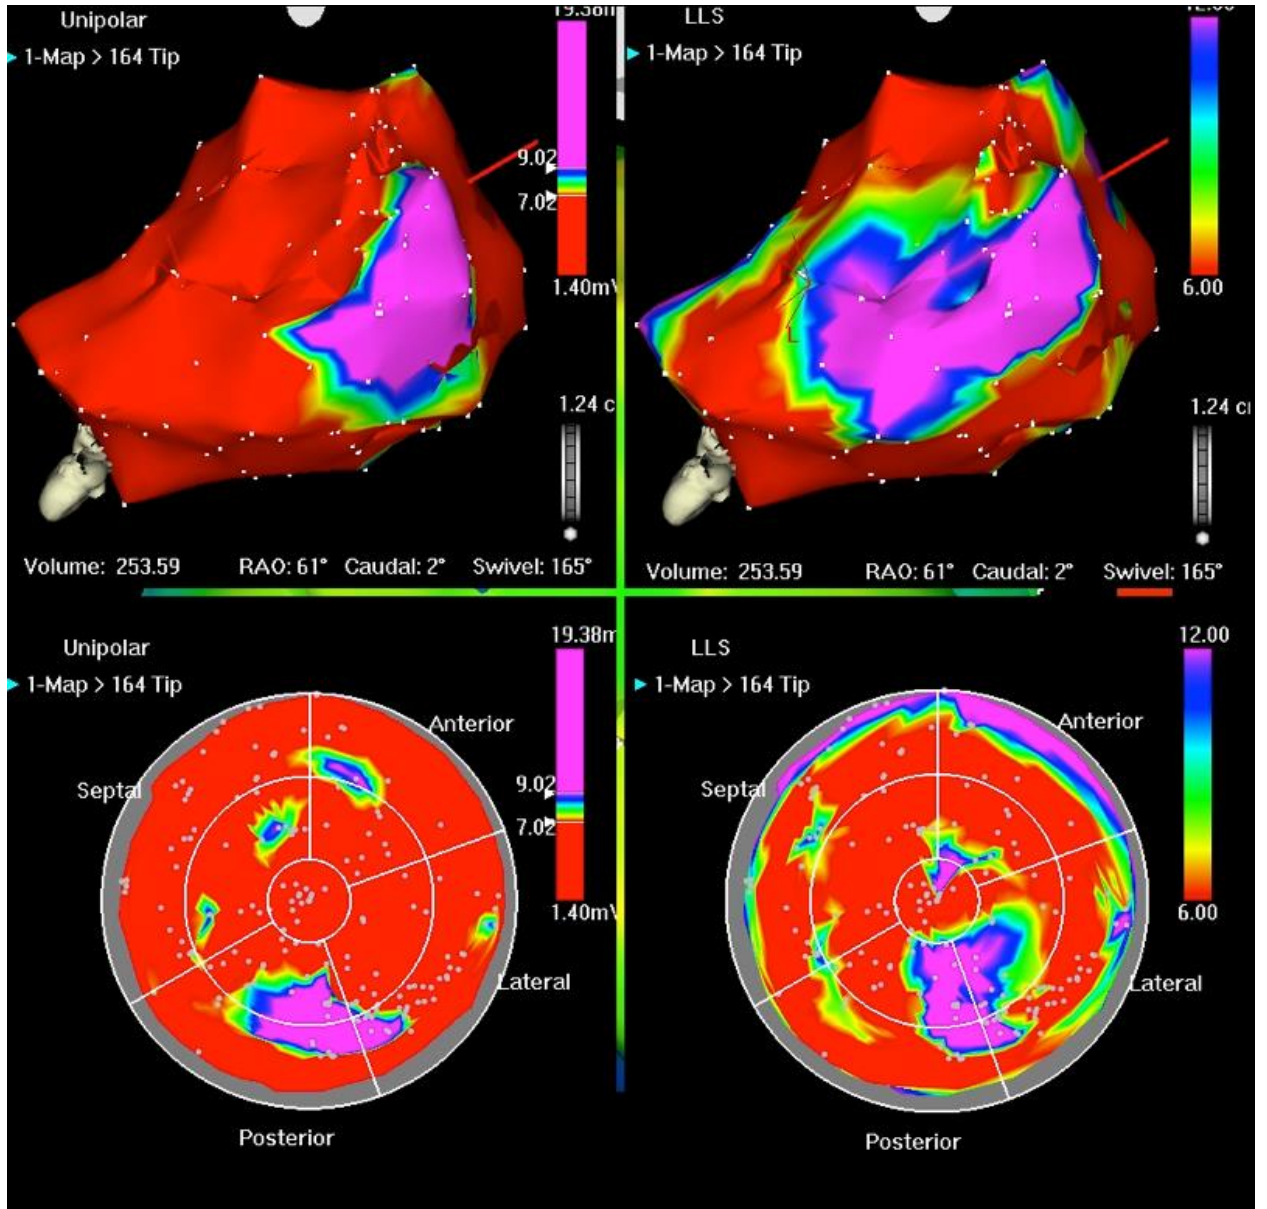 Unipolar
1-Map > 164 Tip
9.02
7.02
1.24 c
Volume: 253.59 RAO: 61° Caudal: 2° Swivel: 165°
LLS
1-Map > 164 Tip
6.00
L
1.24
Volume: 253.59 RAO: 61° Caudal: 2° Swivel: 165°
Unipolar
1-Map > 164 Tip
19.38m
9.02
7.02
1.40m
Anterior
Septal
Lateral
Posterior
LLS
1-Map > 164 Tip
12.00
6.00
Anterior
Septal
Lateral
Posterior